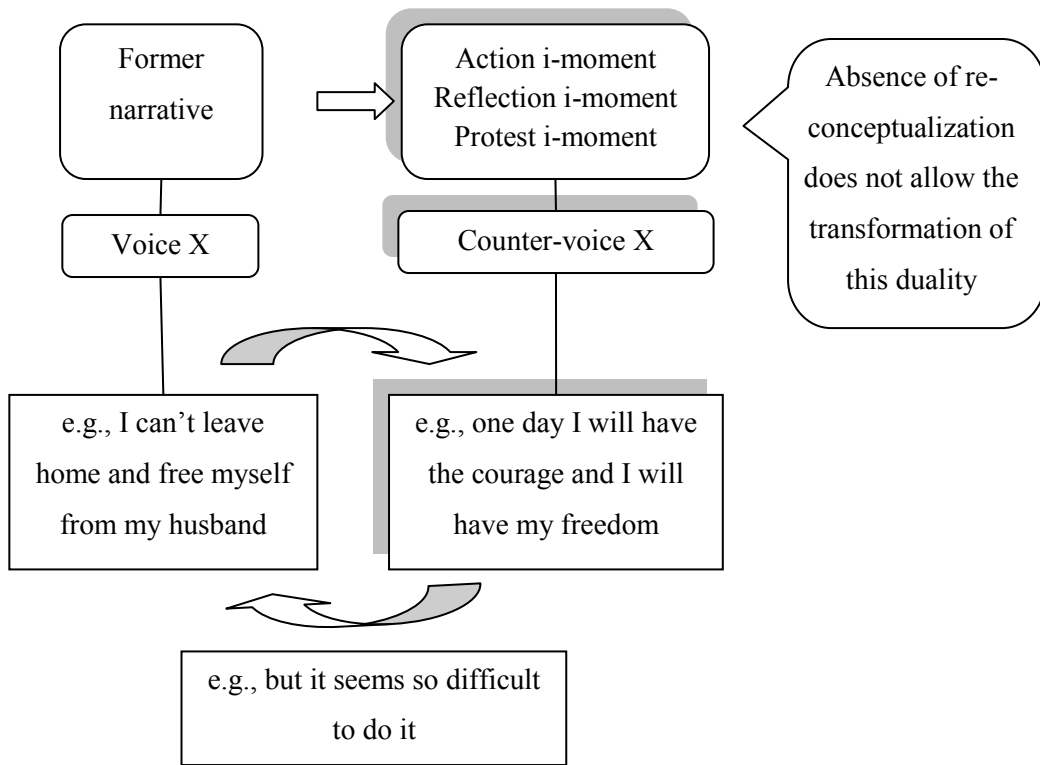 Former
narrative
Action i-moment
Reflection i-moment
Protest i-moment
Absence of re-
conceptualization
does not allow the
transformation of
this duality
Voice X
Counter-voice X
e.g., I can’t leave
home and free myself
from my husband
e.g., one day I will have
the courage and I will
have my freedom
e.g., but it seems so difficult
to do it